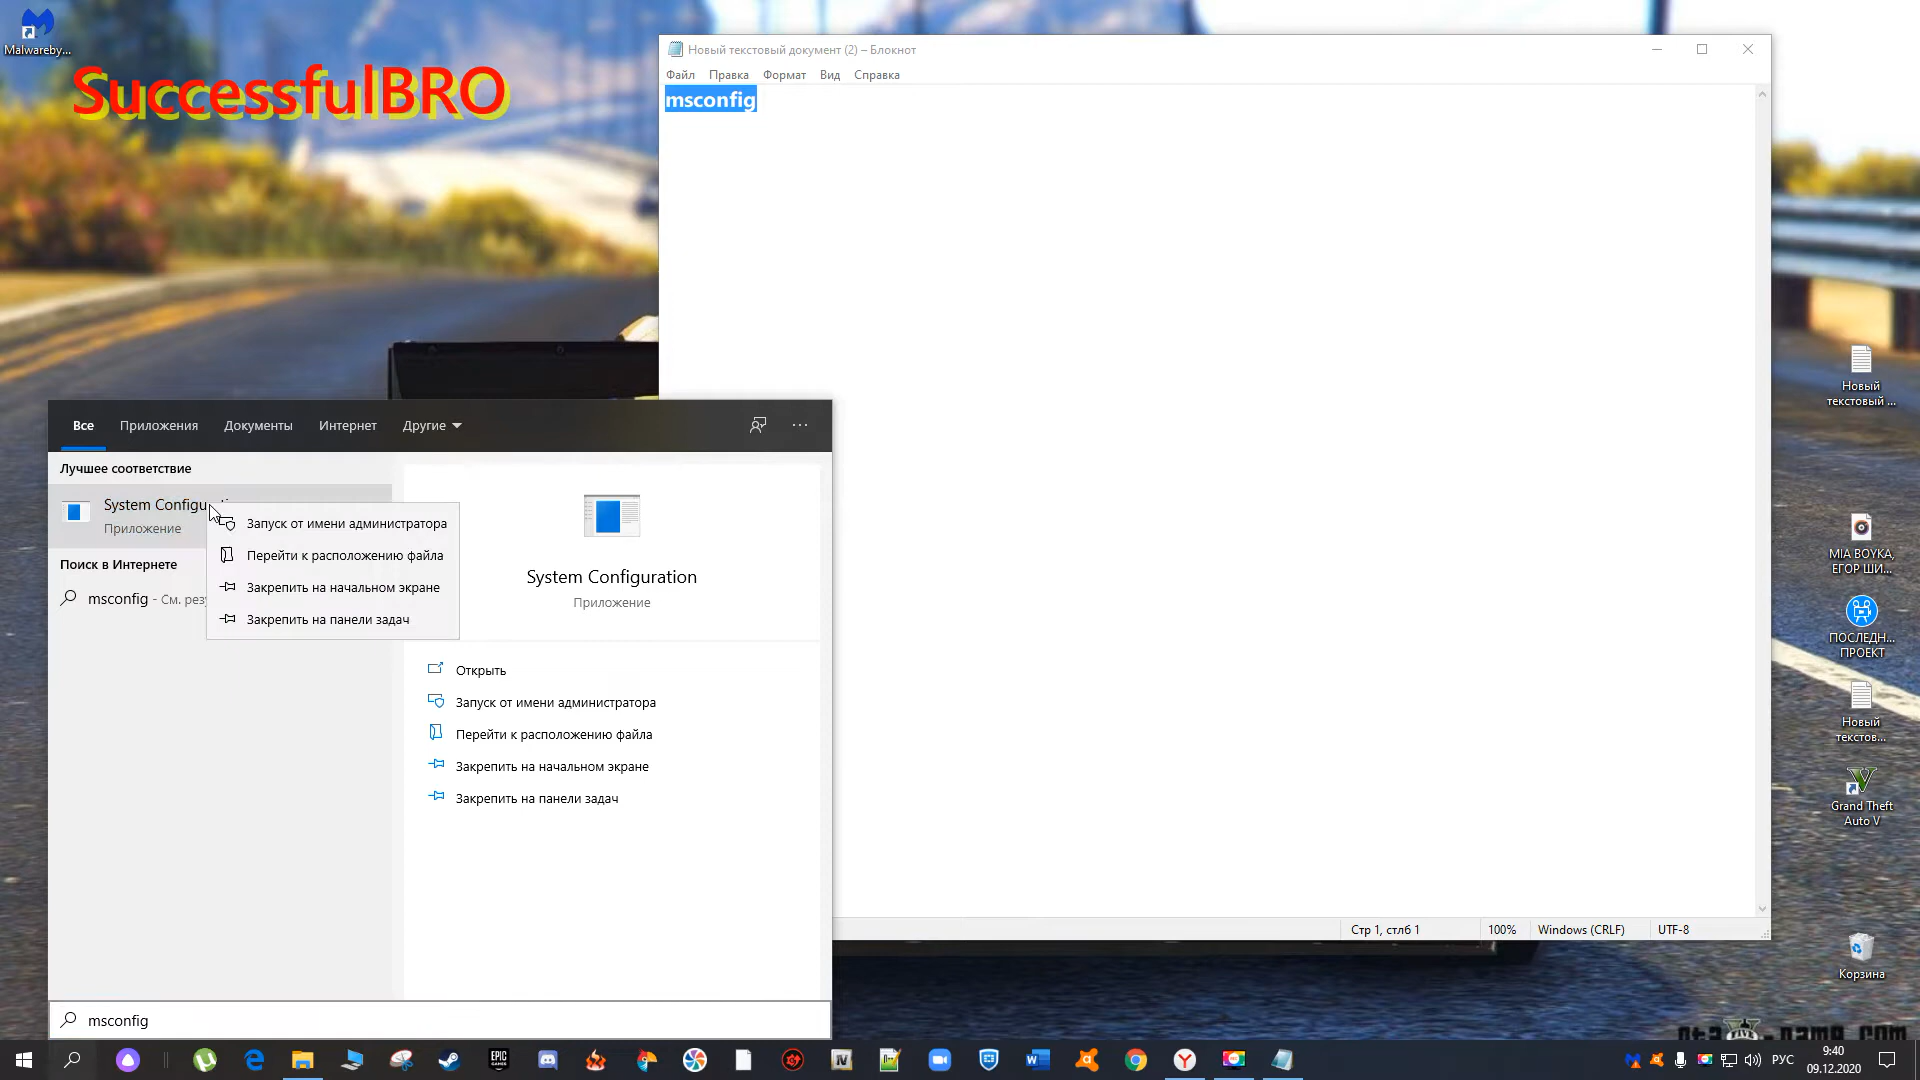 Malwareby...
SuccessfulBRO
Новый текстовый документ (2) – Блокнот
Файл Правка Формат Вид Справка
msconfig
Все Приложения Документы Интернет Другие
Лучшее соответствие
System Configurati
Приложение
Поиск в Интернете
msconfig - См. рез
Запуск от имени администратора
Перейти к расположению файла
Закрепить на начальном экране
Закрепить на панели задач
System Configuration
Приложение
Открыть
Запуск от имени администратора
Перейти к расположению файла
Закрепить на начальном экране
Закрепить на панели задач
msconfig
Стр 1, стлб 1 100% Windows (CRLF) UTF-8
Новый
текстовый ...
MIA BOYKA,
ЕГОР ШИ...
ПОСЛЕДН...
ПРОЕКТ
Новый
текстов...
Grand Theft
Auto V
Корзина
EPIC
GAMES
РУС
9:40
09.12.2020